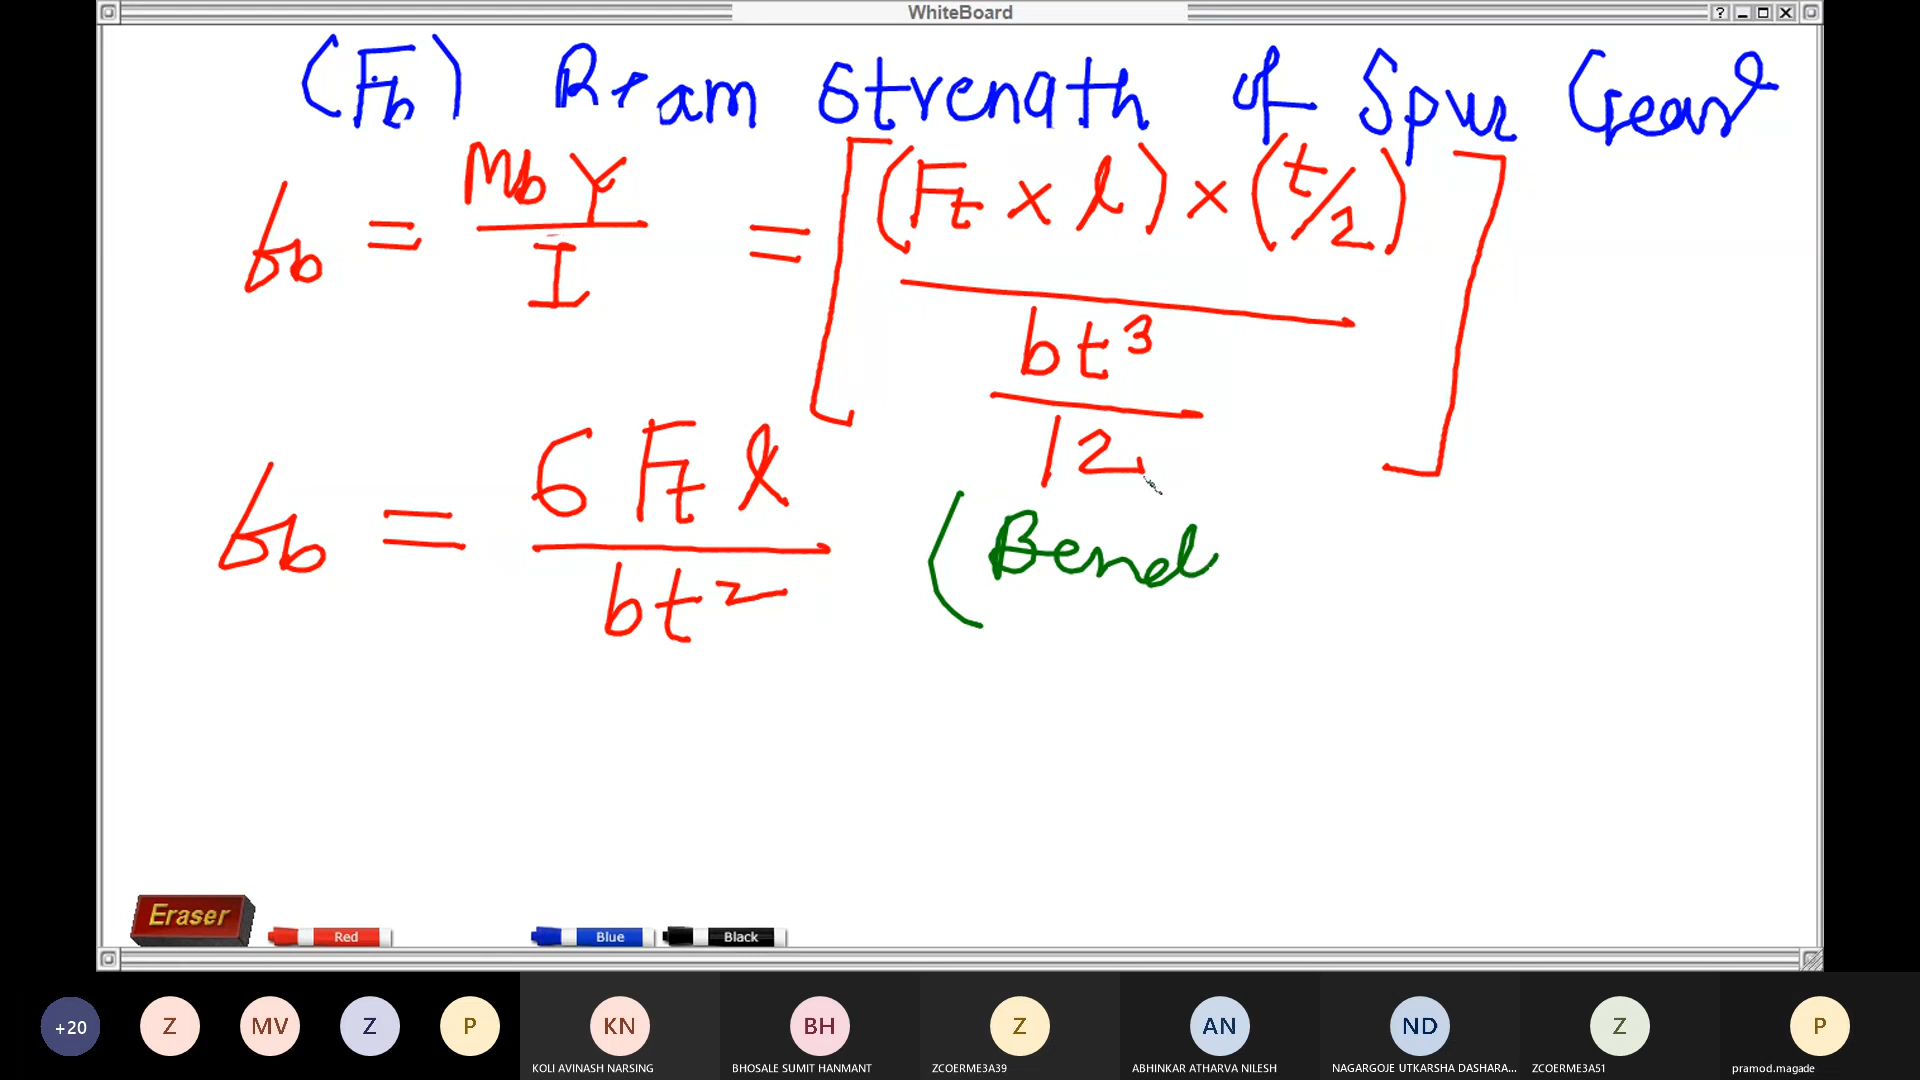 WhiteBoard
(Fb) Beam Strength of Spur Gear
σb = Mb Y / I = [(Ft × l) × (t/2) / (bt³ / 12)]
σb = 6 Ft l / bt² (Bend
Eraser
Red Blue Black
+20 Z MV Z P KN BH Z AN ND Z P
KOLI AVINASH NARSING BHOSALE SUMIT HANMANT ZCOERME3A39 ABHINKAR ATHARVA NILESH NAGARGOJE UTKARSHA DASHARA... ZCOERME3A51 pramod.magade